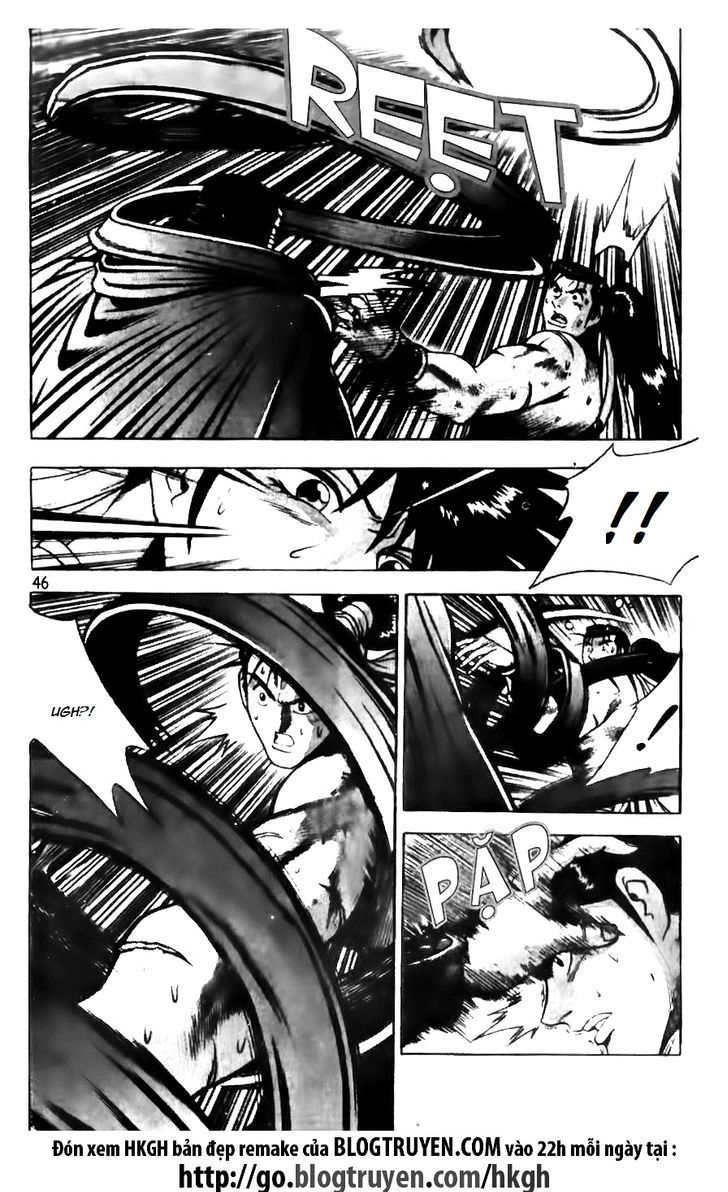 REẸT
!!
46
UGH?!
!
PẶP
Đón xem HKGH bản đẹp remake của BLOGTRUYEN.COM vào 22h mỗi ngày tại :
http://go.blogtruyen.com/hkgh